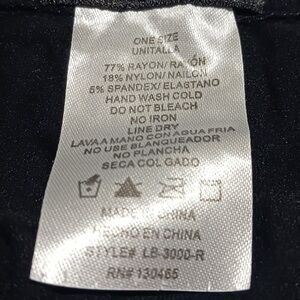 ONE SIZE
UNITALLA
77% RAYON/ RAYÓN
18% NYLON/ NAILON
5% SPANDEX/ ELASTANO
HAND WASH COLD
DO NOT BLEACH
NO IRON
LINE DRY
LAVA A MANO CON AGUA FRIA
NO USE BLANQUEADOR
NO PLANCHA
SECA COLGADO
MADE IN CHINA
HECHO EN CHINA
STYLE# LB-3000-R
RN# 130465